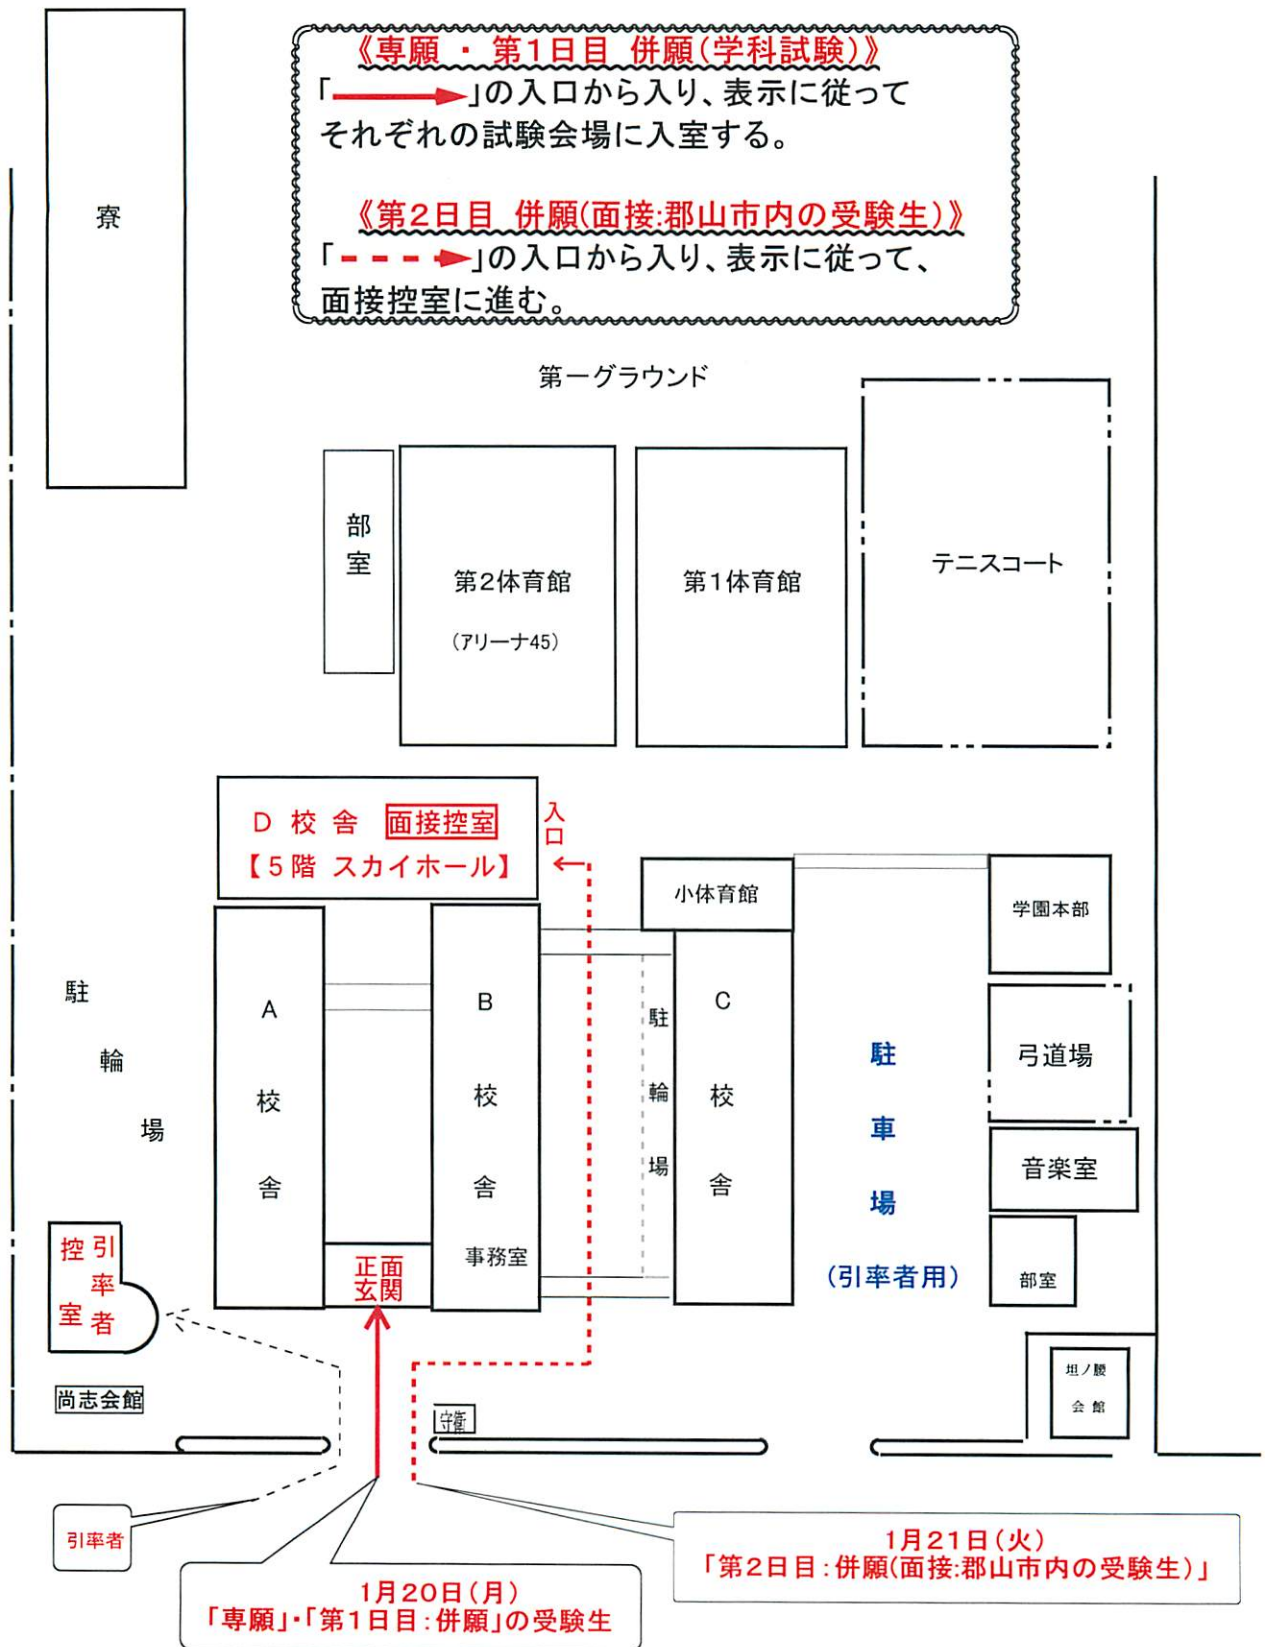 《専願 ・ 第1日目 併願(学科試験)》
「」の入口から入り、表示に従って
それぞれの試験会場に入室する。
《第2日目 併願(面接:郡山市内の受験生)》
「」の入口から入り、表示に従って、
面接控室に進む。
寮
第一グラウンド
部室
第2体育館
(アリーナ45)
第1体育館
テニスコート
D 校 舎 面接控室
【5階 スカイホール】
入口
小体育館
学園本部
駐輪場
A校舎
B校舎
事務室
駐輪場
C校舎
駐車場
(引率者用)
弓道場
音楽室
部室
正面
玄関
引率者
控室
尚志会館
守衛
坦ノ腰
会館
引率者
1月20日(月)
「専願」・「第1日目:併願」の受験生
1月21日(火)
「第2日目:併願(面接:郡山市内の受験生)」